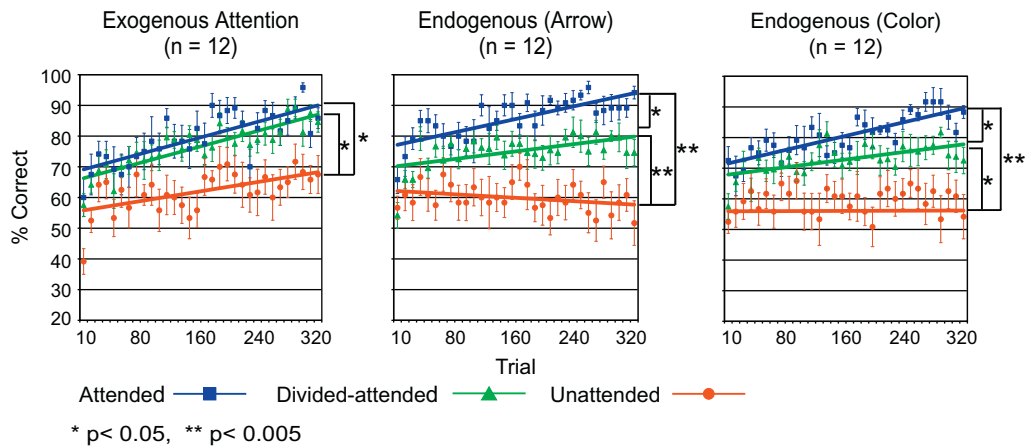 Exogenous Attention
(n = 12)
Endogenous (Arrow)
(n = 12)
Endogenous (Color)
(n = 12)
% Correct
100
90
80
70
60
50
40
30
20
10 80 160 240 320
10 80 160 240 320
10 80 160 240 320
*
*
*
**
**
*
*
**
Trial
Attended
Divided-attended
Unattended
* p< 0.05, ** p< 0.005